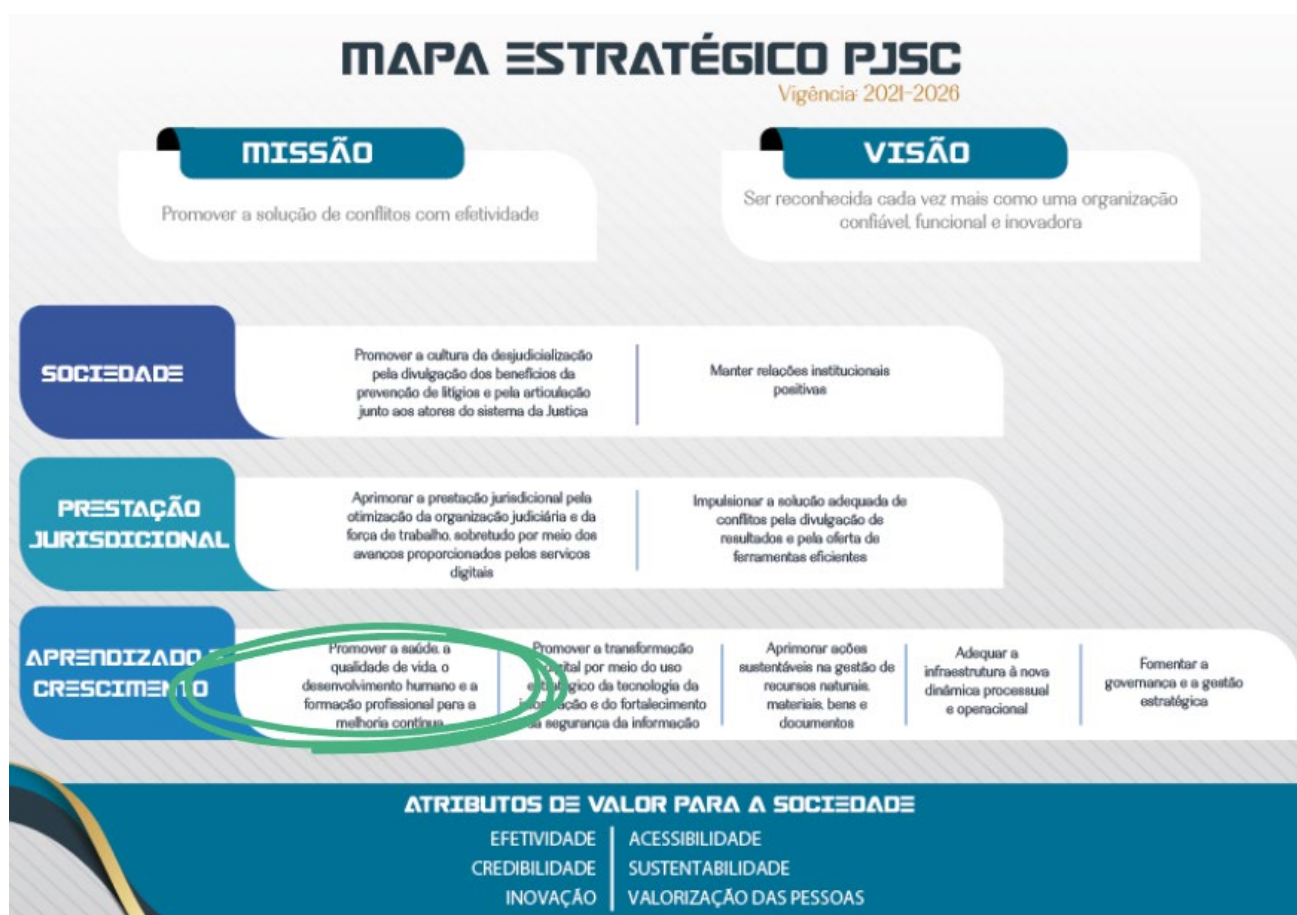 MAPA ESTRATÉGICO PJSC
Vigência: 2021-2026
MISSÃO
Promover a solução de conflitos com efetividade
VISÃO
Ser reconhecida cada vez mais como uma organização
confiável, funcional e inovadora
SOCIEDADE
Promover a cultura da desjudicialização
pela divulgação dos benefícios da
prevenção de litígios e pela articulação
junto aos atores do sistema da Justiça
Manter relações institucionais
positivas
PRESTAÇÃO
JURISDICIONAL
Aprimorar a prestação jurisdicional pela
otimização da organização judiciária e da
força de trabalho, sobretudo por meio dos
avanços proporcionados pelos serviços
digitais
Impulsionar a solução adequada de
conflitos pela divulgação de
resultados e pela oferta de
ferramentas eficientes
APRENDIZADO E
CRESCIMENTO
Promover a saúde, a
qualidade de vida, o
desenvolvimento humano e a
formação profissional para a
melhoria contínua
Promover a transformação
digital por meio do uso
estratégico da tecnologia da
informação e do fortalecimento
da segurança da informação
Aprimorar ações
sustentáveis na gestão de
recursos naturais,
materiais, bens e
documentos
Adequar a
infraestrutura à nova
dinâmica processual
e operacional
Fomentar a
governança e a gestão
estratégica
ATRIBUTOS DE VALOR PARA A SOCIEDADE
EFETIVIDADE
CREDIBILIDADE
INOVAÇÃO
ACESSIBILIDADE
SUSTENTABILIDADE
VALORIZAÇÃO DAS PESSOAS